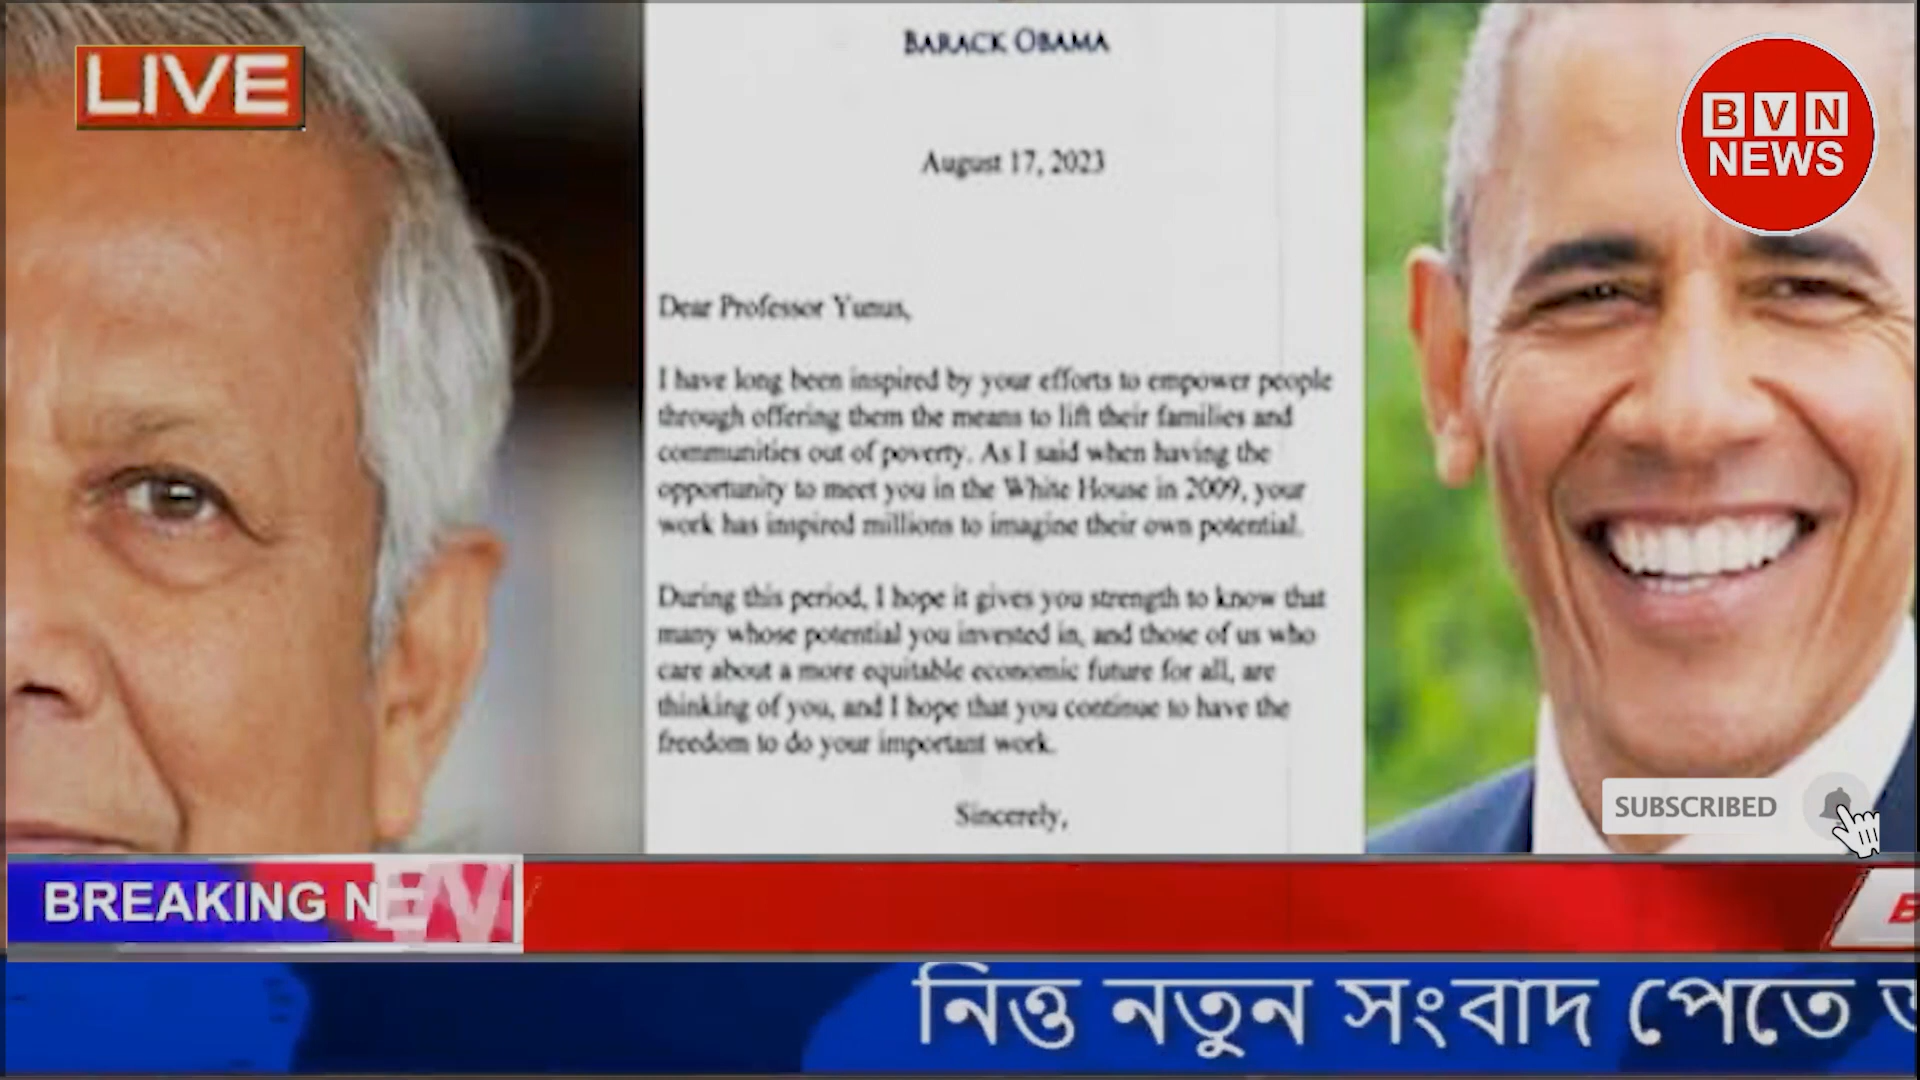 LIVE
BVN
NEWS
BARACK OBAMA
August 17, 2023
Dear Professor Yunus,
I have long been inspired by your efforts to empower people
through offering them the means to lift their families and
communities out of poverty. As I said when having the
opportunity to meet you in the White House in 2009, your
work has inspired millions to imagine their own potential.
During this period, I hope it gives you strength to know that
many whose potential you invested in, and those of us who
care about a more equitable economic future for all, are
thinking of you, and I hope that you continue to have the
freedom to do your important work.
Sincerely,
SUBSCRIBED
BREAKING NEW
নিত্ত নতুন সংবাদ পেতে